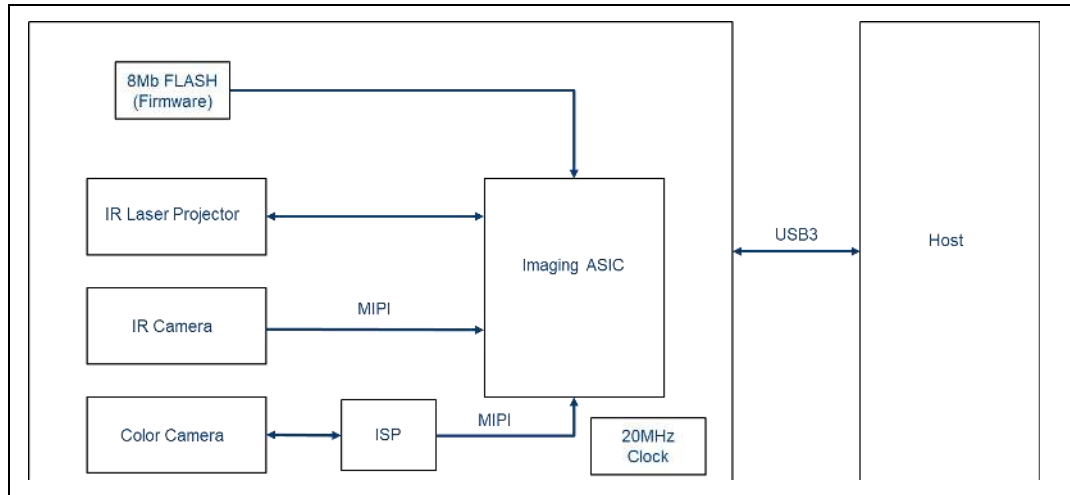 8Mb FLASH
(Firmware)
IR Laser Projector
Imaging ASIC
USB3
Host
MIPI
IR Camera
Color Camera
ISP
MIPI
20MHz
Clock